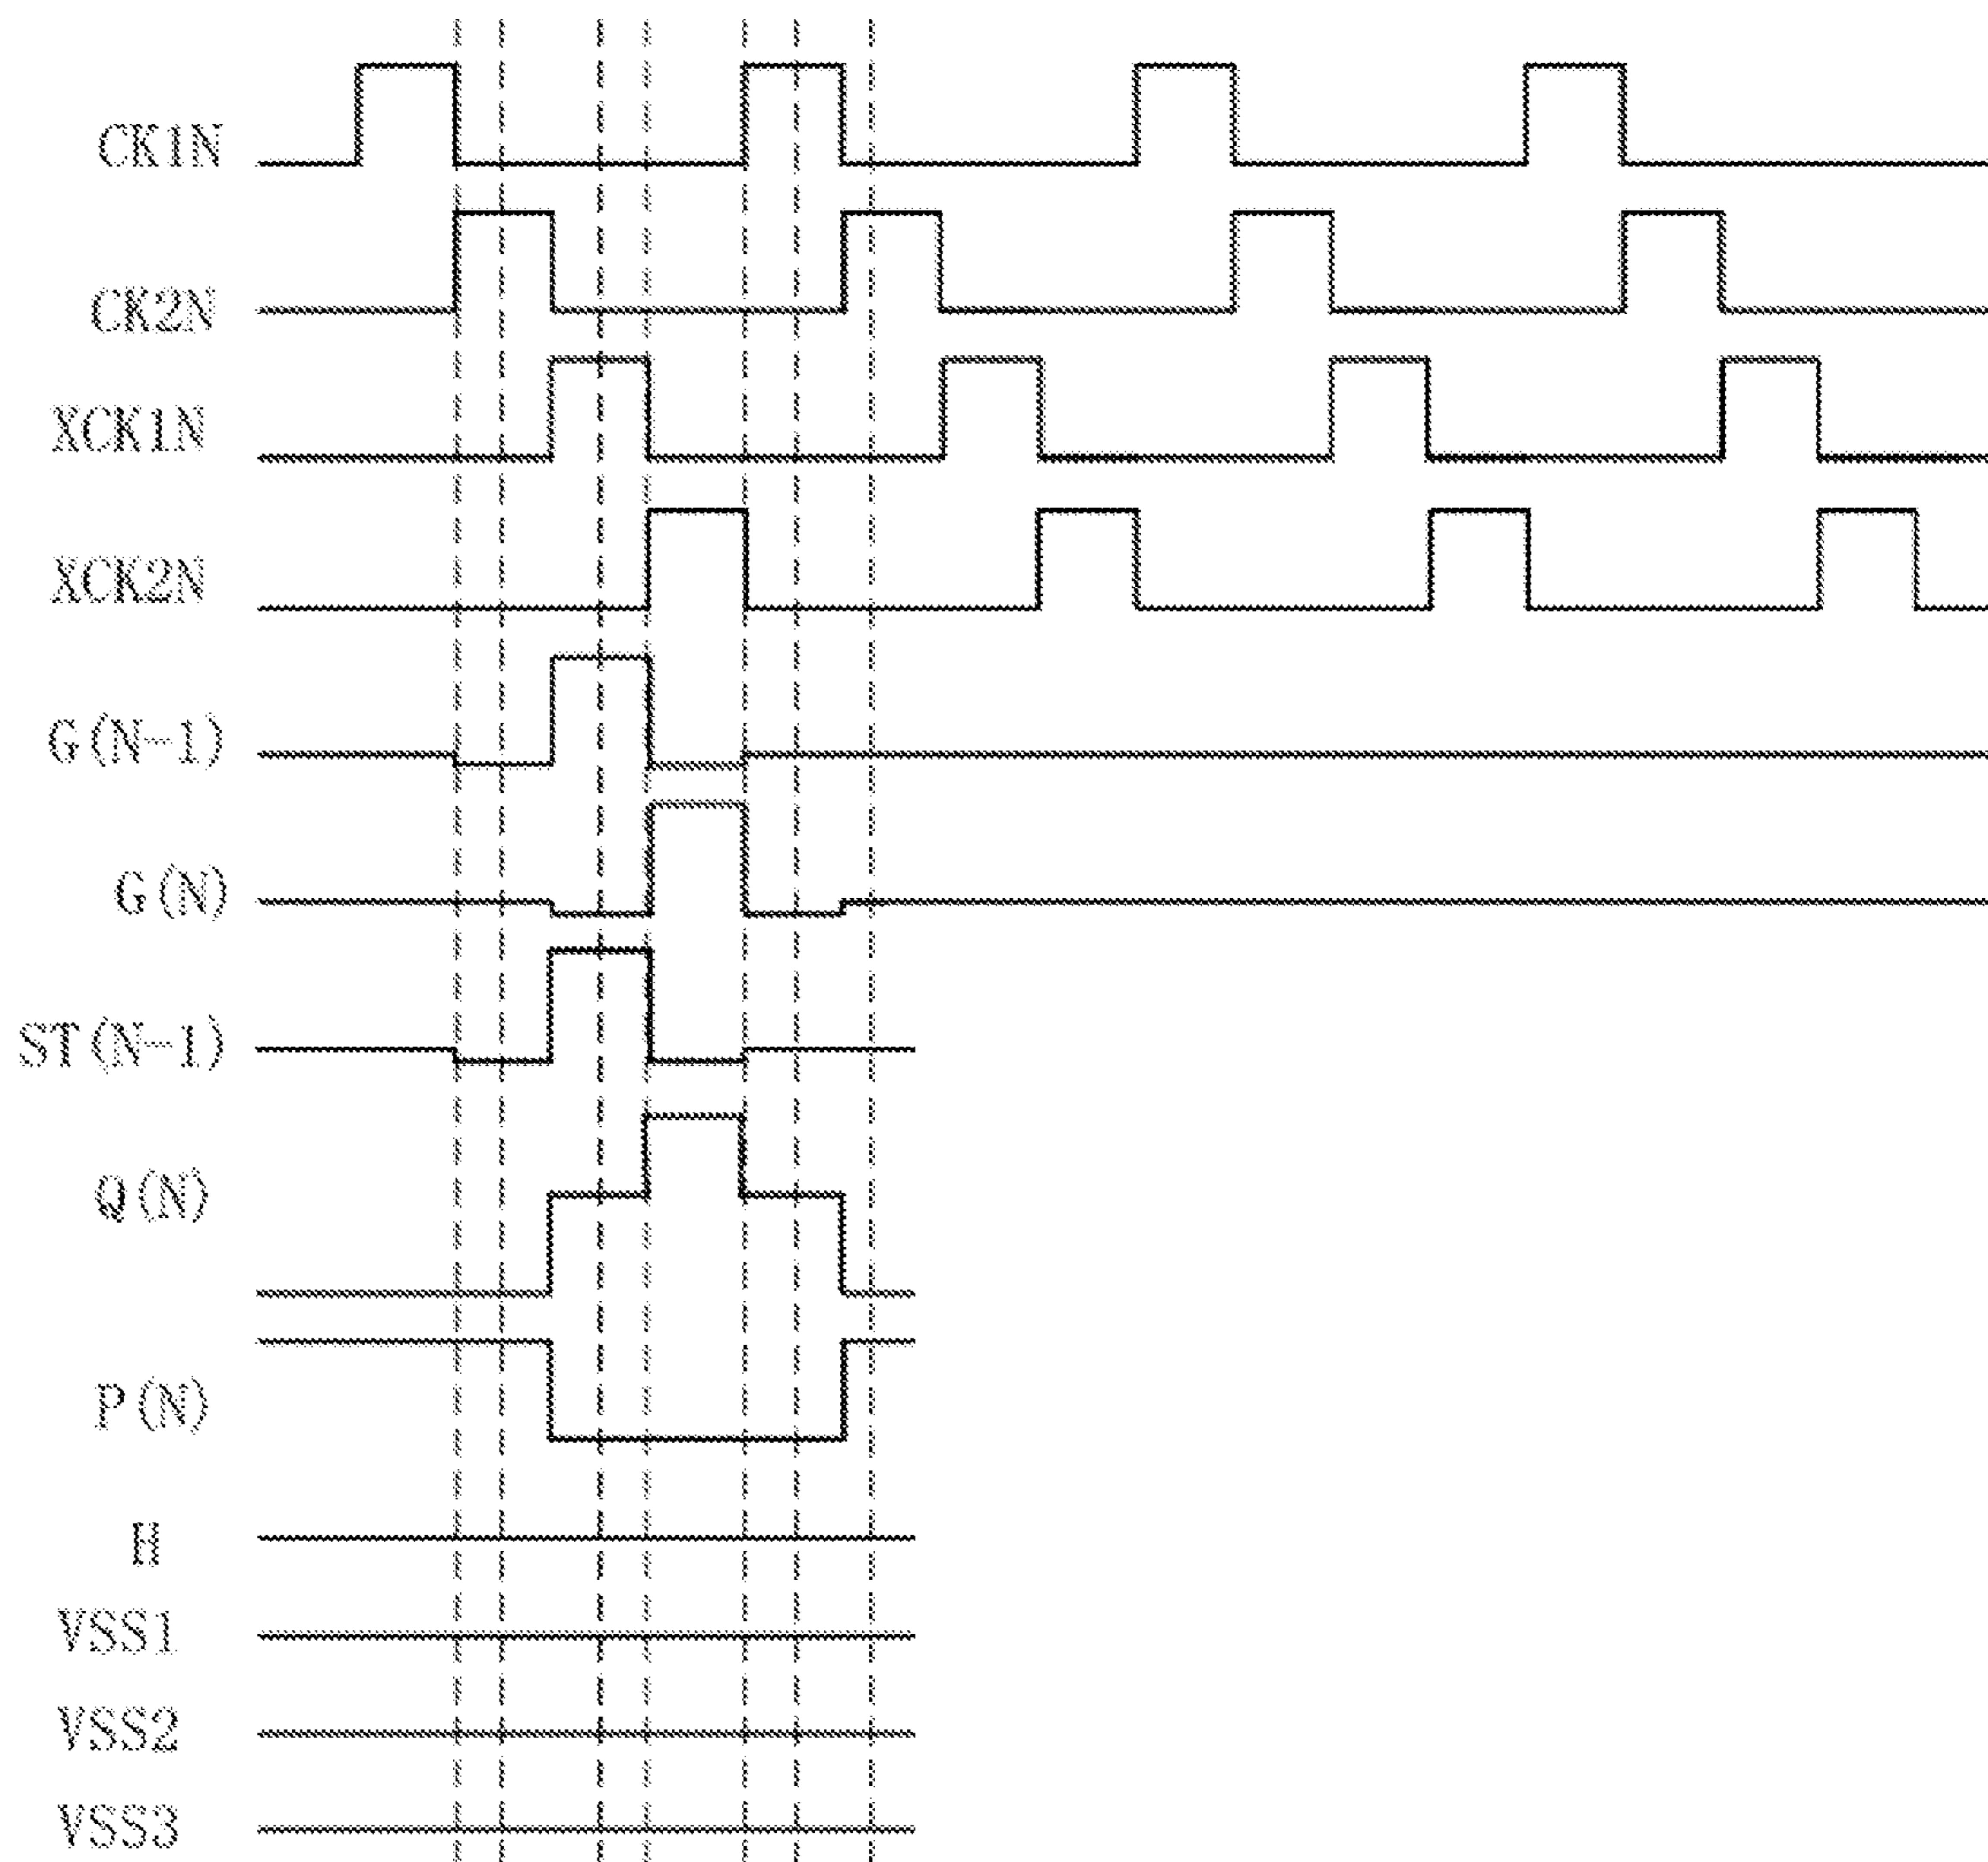 CK1N
CK2N
XCK1N
XCK2N
G(N-1)
G(N)
ST(N-1)
Q(N)
P(N)
H
VSS1
VSS2
VSS3